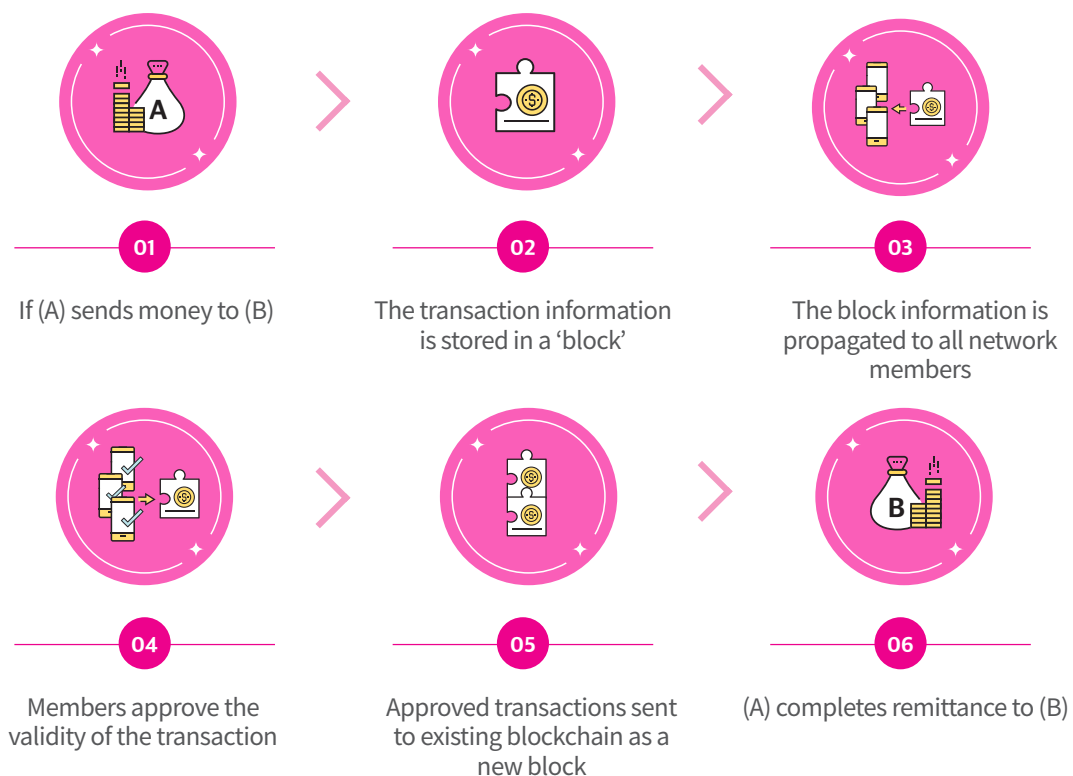 A
01
If (A) sends money to (B)
02
The transaction information
is stored in a ‘block’
03
The block information is
propagated to all network
members
04
Members approve the
validity of the transaction
05
Approved transactions sent
to existing blockchain as a
new block
B
06
(A) completes remittance to (B)